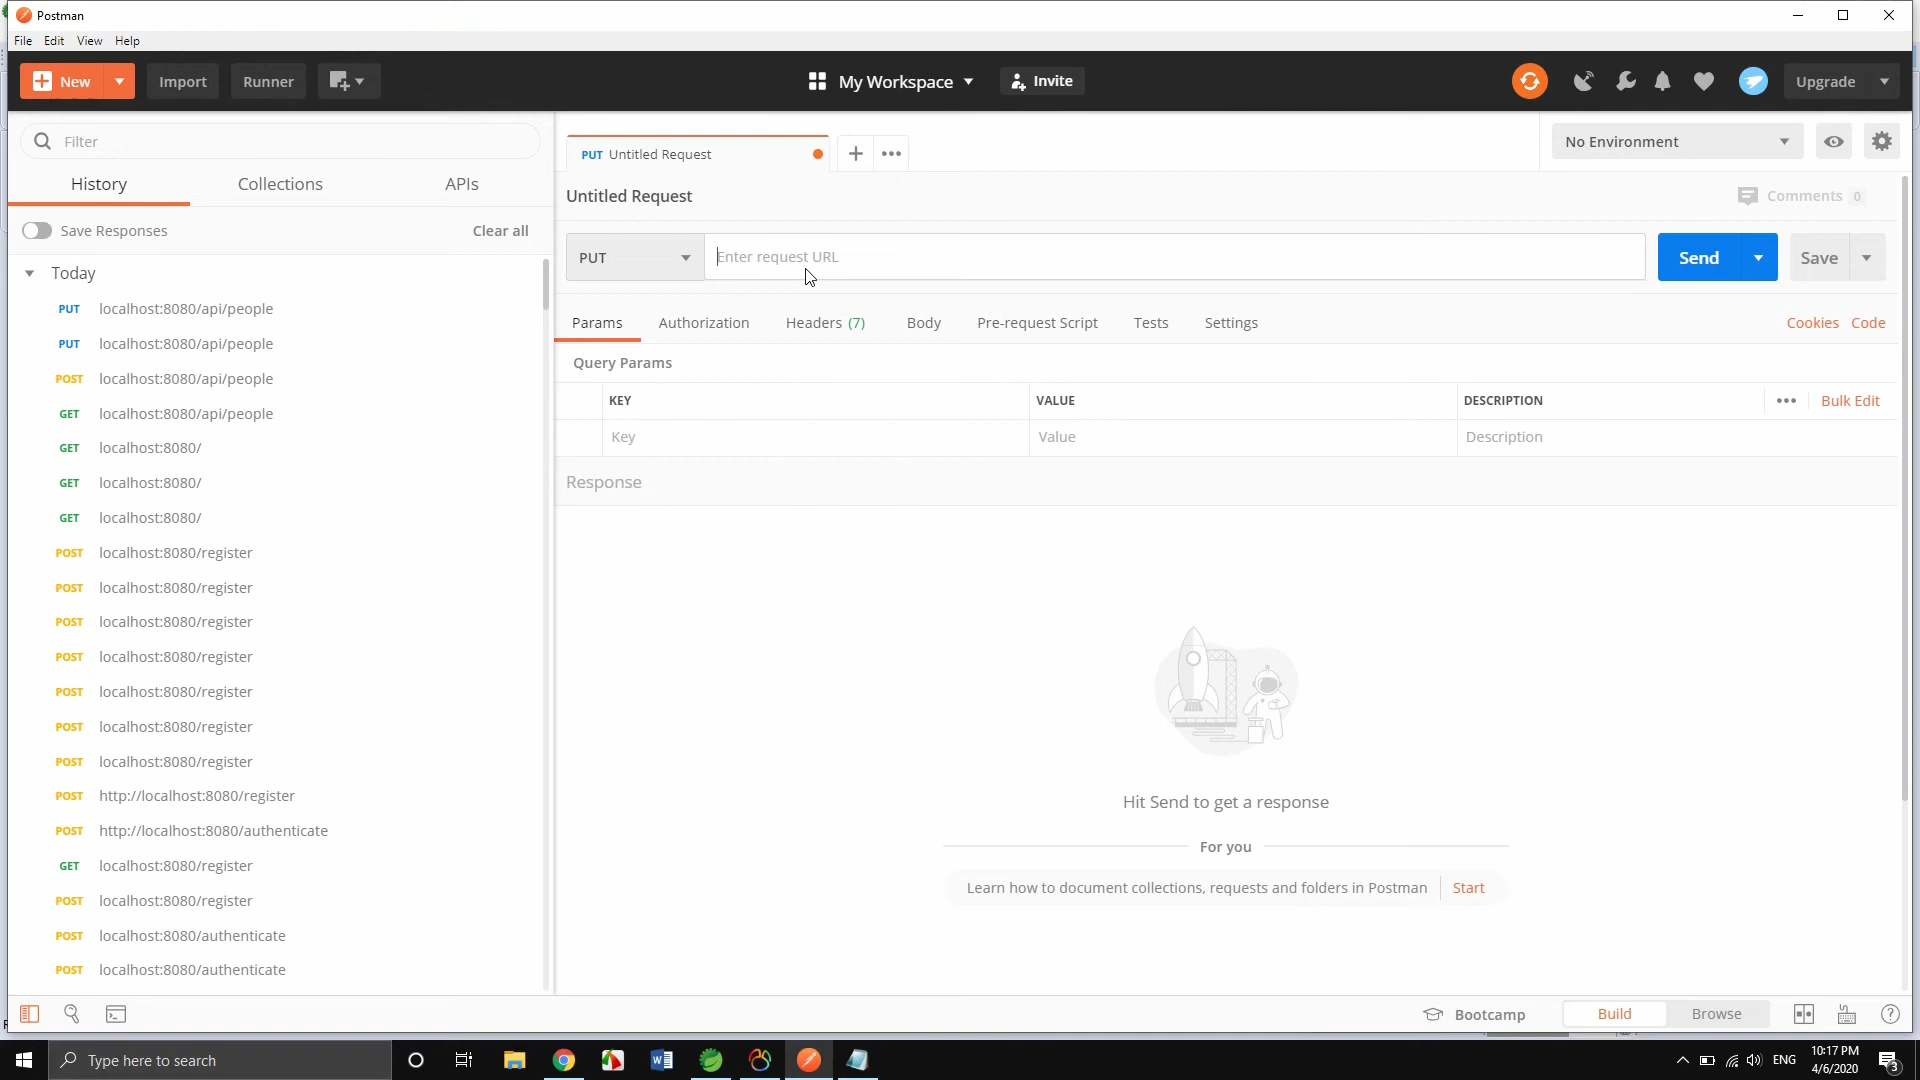 Postman
File Edit View Help
New Import Runner My Workspace Invite Upgrade
Filter
History Collections APIs
Save Responses Clear all
Today
PUT localhost:8080/api/people
PUT localhost:8080/api/people
POST localhost:8080/api/people
GET localhost:8080/api/people
GET localhost:8080/
GET localhost:8080/
GET localhost:8080/
POST localhost:8080/register
POST localhost:8080/register
POST localhost:8080/register
POST localhost:8080/register
POST localhost:8080/register
POST localhost:8080/register
POST localhost:8080/register
POST http://localhost:8080/register
POST http://localhost:8080/authenticate
GET localhost:8080/register
POST localhost:8080/register
POST localhost:8080/authenticate
POST localhost:8080/authenticate
PUT Untitled Request
No Environment
Untitled Request
Comments 0
PUT Enter request URL Send Save
Params Authorization Headers (7) Body Pre-request Script Tests Settings Cookies Code
Query Params
KEY VALUE DESCRIPTION Bulk Edit
Key Value Description
Response
Hit Send to get a response
For you
Learn how to document collections, requests and folders in Postman Start
Bootcamp Build Browse
Type here to search
ENG
10:17 PM
4/6/2020
3